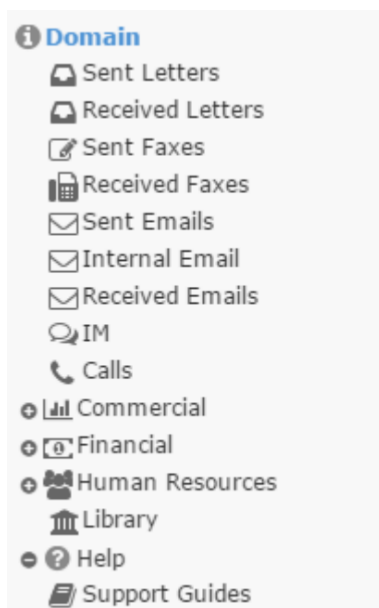 Domain
Sent Letters
Received Letters
Sent Faxes
Received Faxes
Sent Emails
Internal Email
Received Emails
IM
Calls
Commercial
Financial
Human Resources
Library
Help
Support Guides